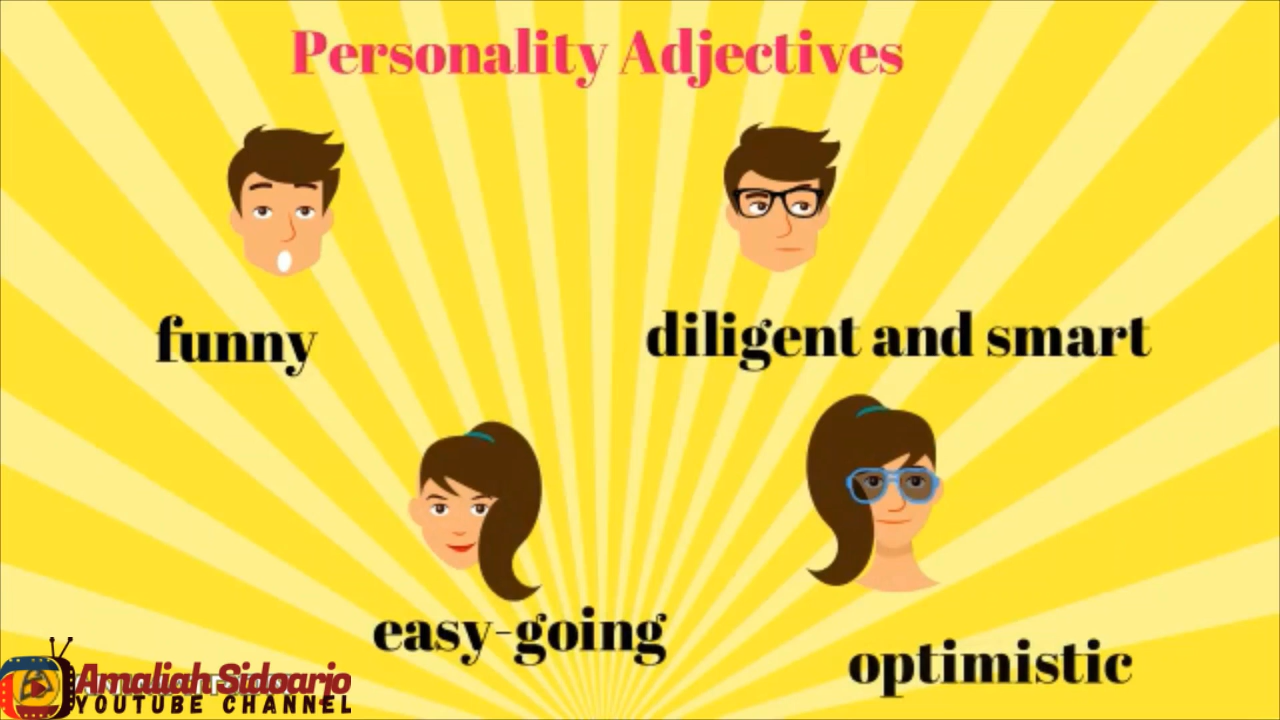 Personality Adjectives
funny
diligent and smart
easy-going
optimistic
Amaliah Sidoarjo
YOUTUBE CHANNEL